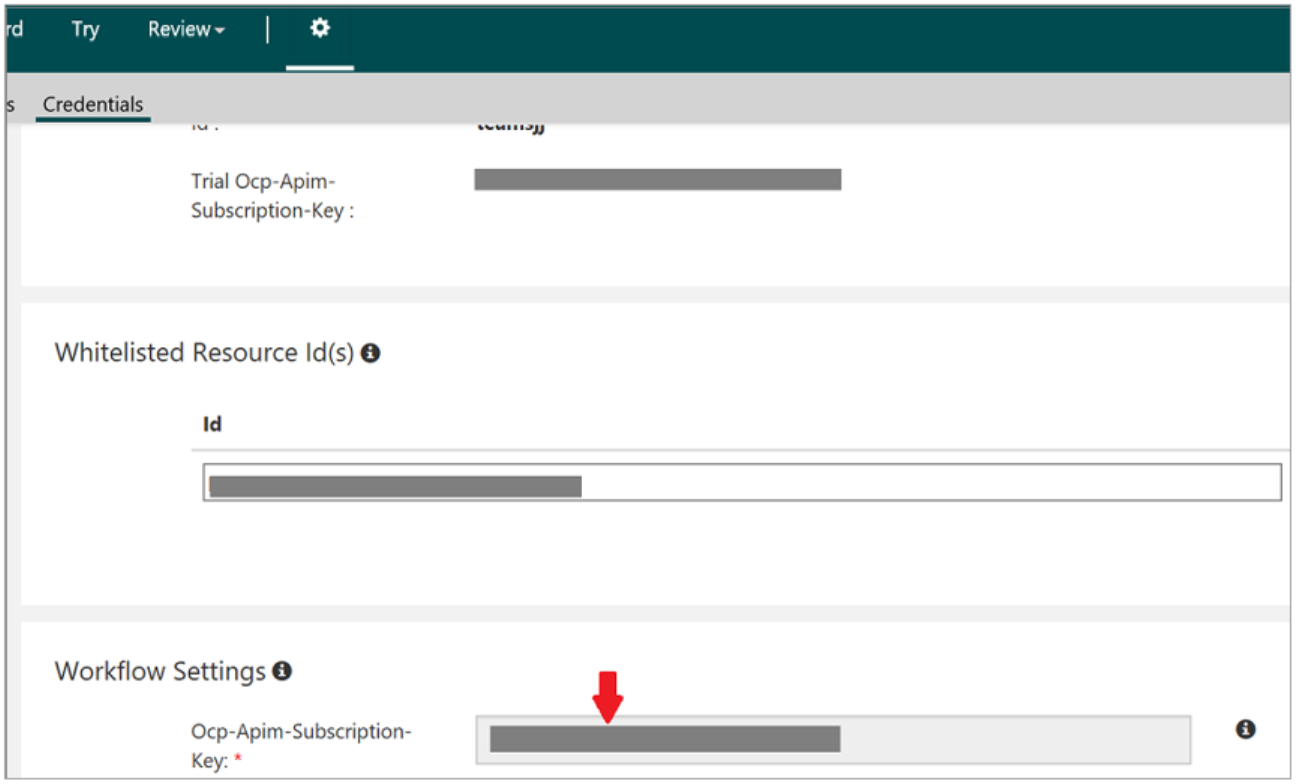 rd Try Review
s Credentials
Id : teamsjj
Trial Ocp-Apim-
Subscription-Key :
Whitelisted Resource Id(s)
Id
Workflow Settings
Ocp-Apim-Subscription-
Key: *